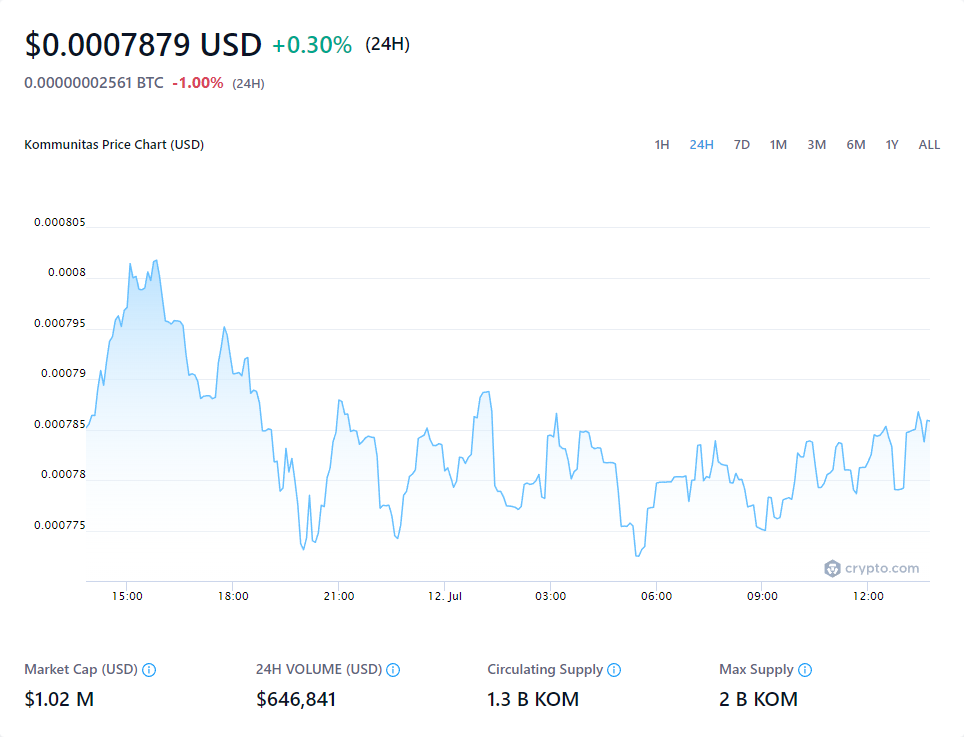 $0.0007879 USD +0.30% (24H)
0.00000002561 BTC -1.00% (24H)
Kommunitas Price Chart (USD) 1H 24H 7D 1M 3M 6M 1Y ALL
0.000805
0.0008
0.000795
0.00079
0.000785
0.00078
0.000775
crypto.com
15:00 18:00 21:00 12. Jul 03:00 06:00 09:00 12:00
Market Cap (USD) 24H VOLUME (USD) Circulating Supply Max Supply
$1.02 M $646,841 1.3 B KOM 2 B KOM